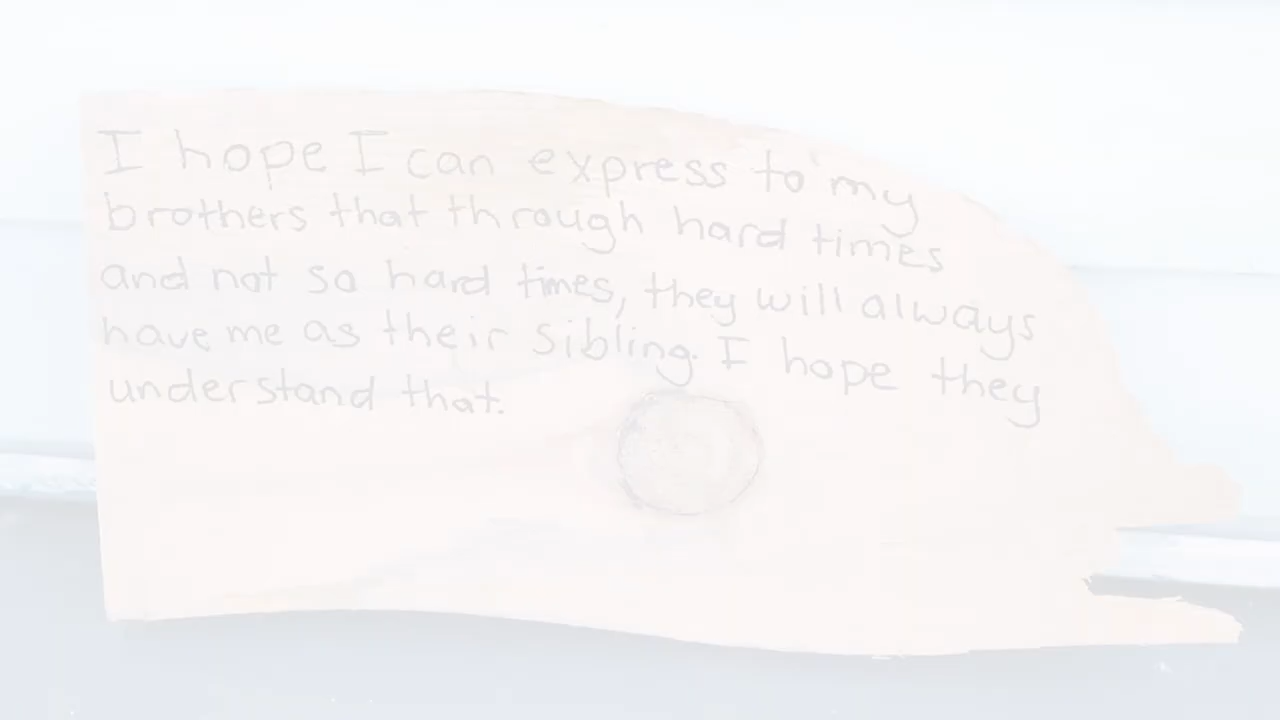 I hope I can express to my
brothers that through hard times
and not so hard times, they will always
have me as their sibling. I hope they
understand that.